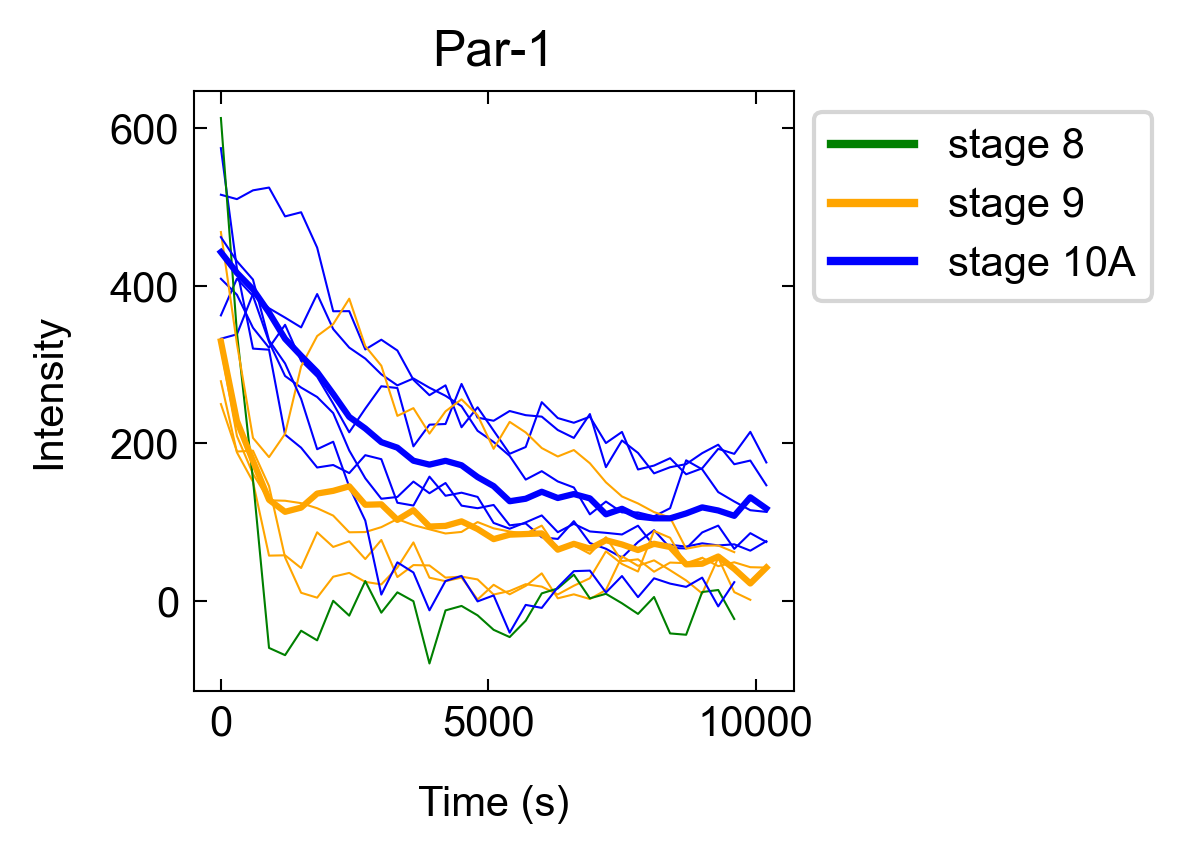 Par-1
600
400
200
0
0 5000 10000
Intensity
Time (s)
stage 8
stage 9
stage 10A